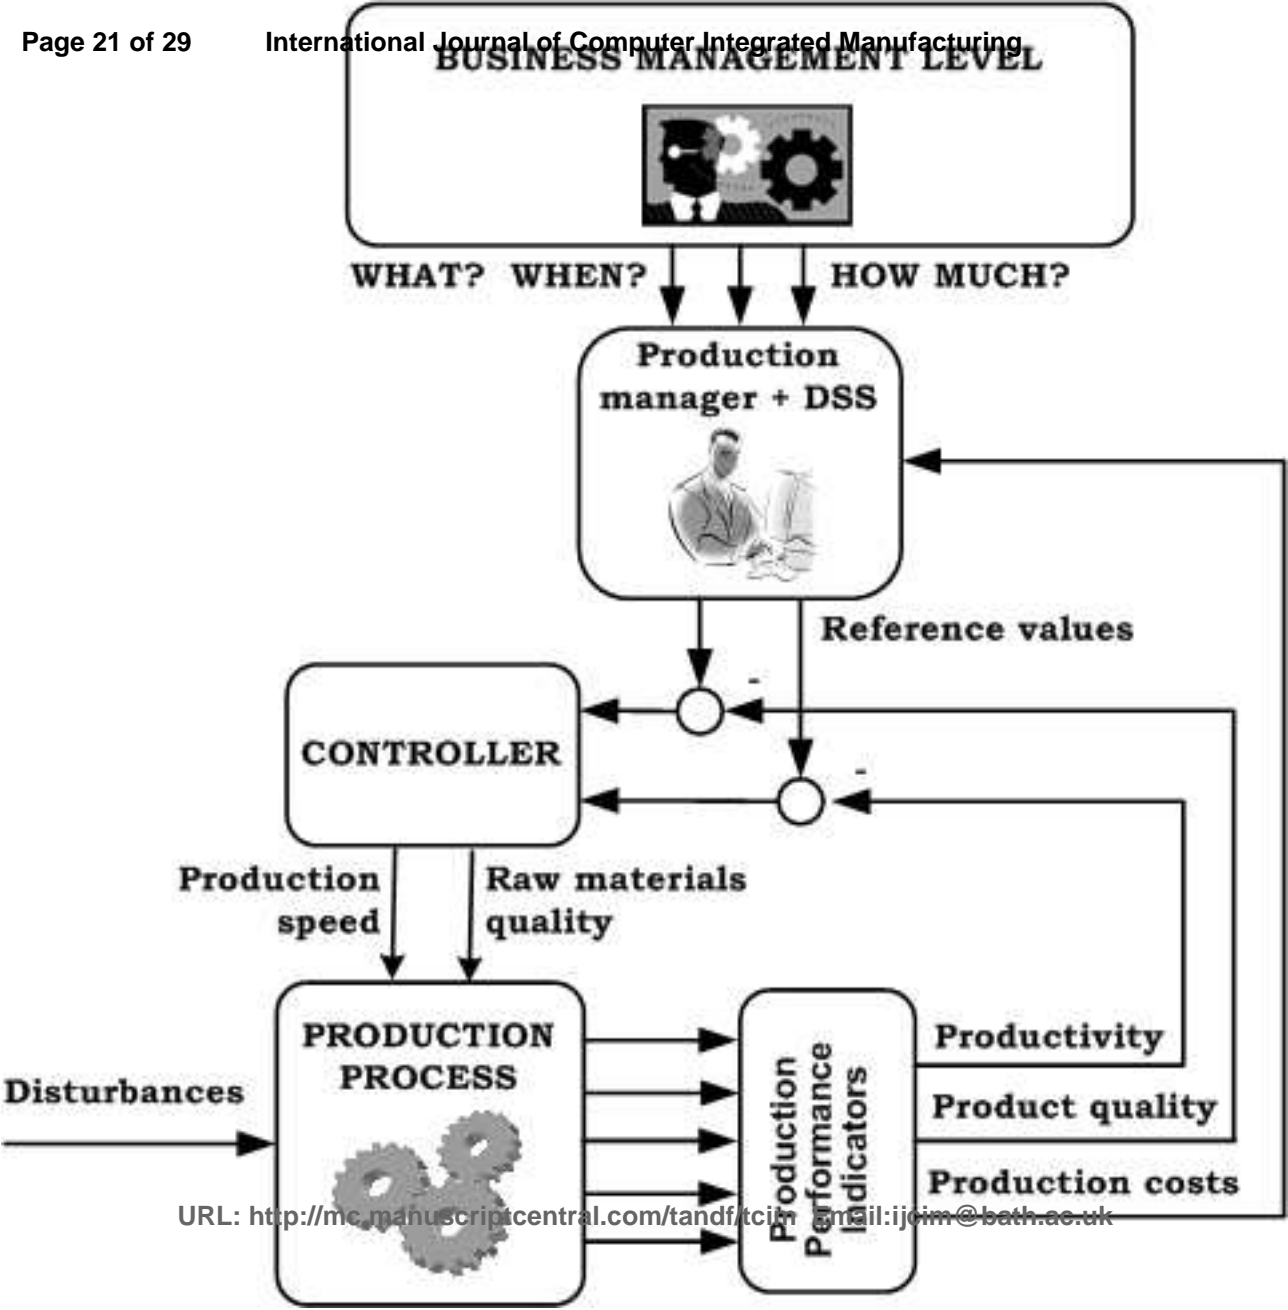 Page 21 of 29 International Journal of Computer Integrated Manufacturing
BUSINESS MANAGEMENT LEVEL
WHAT? WHEN? HOW MUCH?
Production
manager + DSS
Reference values
-
CONTROLLER
-
Production
speed
Raw materials
quality
PRODUCTION
PROCESS
Disturbances
Production
Performance
Indicators
Productivity
Product quality
Production costs
URL: http://mc.manuscriptcentral.com/tandf/tcim Email:ijcim@bath.ac.uk